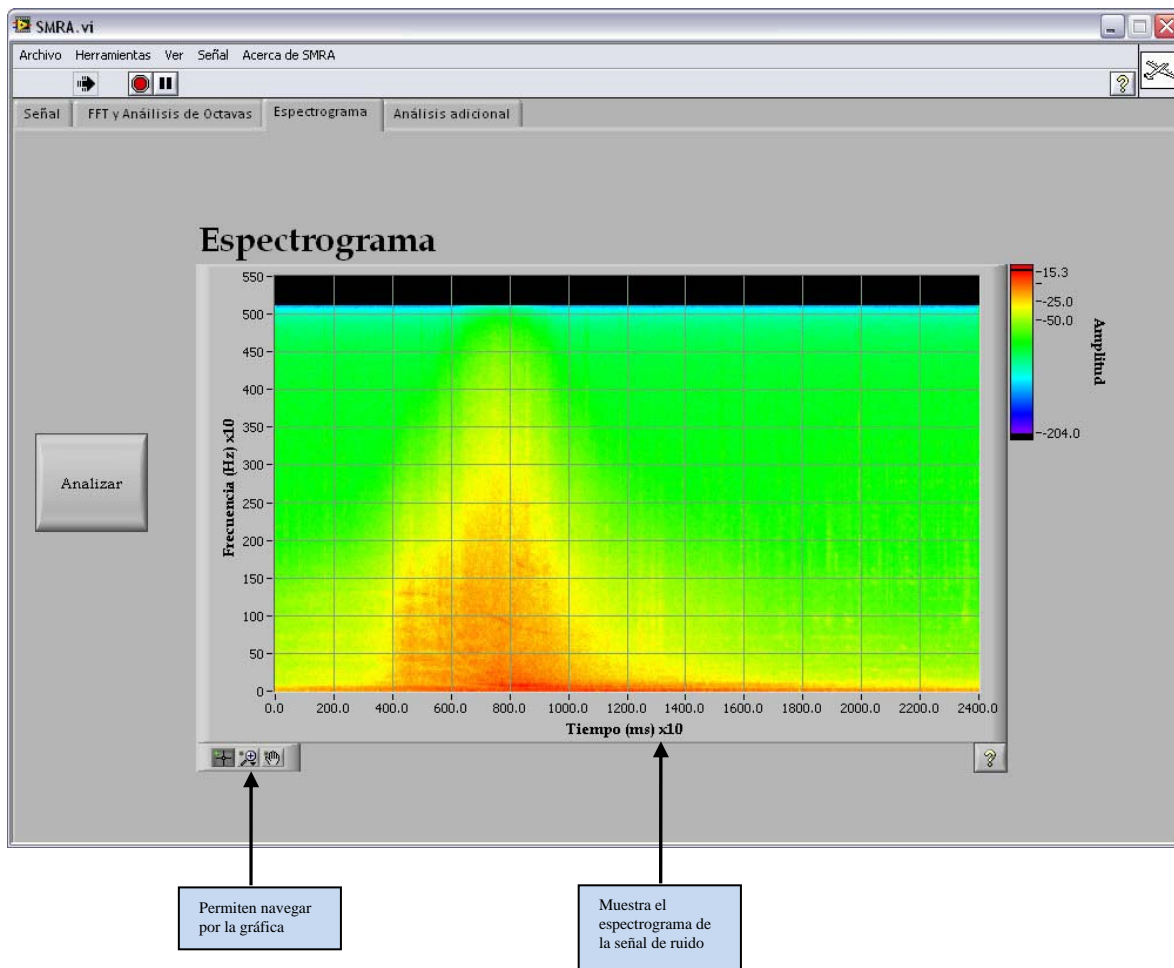 SMRA.vi
Archivo Herramientas Ver Señal Acerca de SMRA
Señal FFT y Anáilisis de Octavas Espectrograma Análisis adicional
Espectrograma
Analizar
Frecuencia (Hz) x10
550
500
450
400
350
300
250
200
150
100
50
0
0.0 200.0 400.0 600.0 800.0 1000.0 1200.0 1400.0 1600.0 1800.0 2000.0 2200.0 2400.0
Tiempo (ms) x10
-15.3
-25.0
-50.0
-204.0
Amplitud
Permiten navegar
por la gráfica
Muestra el
espectrograma de
la señal de ruido